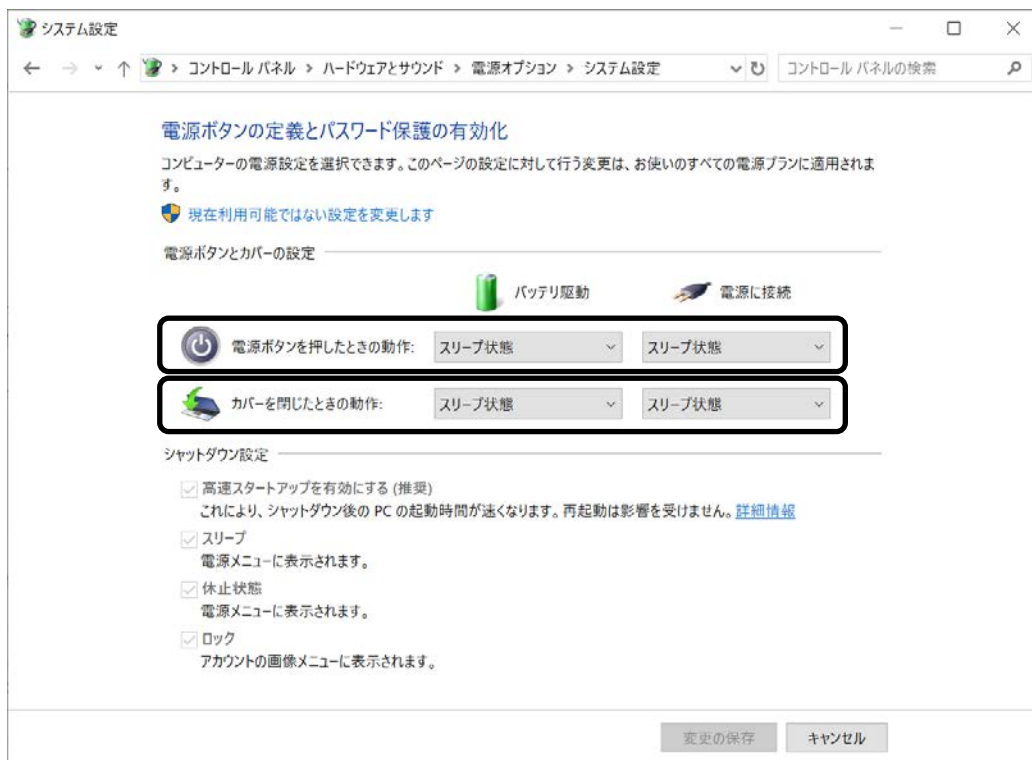 システム設定
コントロール パネル > ハードウェアとサウンド > 電源オプション > システム設定
コントロール パネルの検索
電源ボタンの定義とパスワード保護の有効化
コンピューターの電源設定を選択できます。このページの設定に対して行う変更は、お使いのすべての電源プランに適用されま
す。
現在利用可能ではない設定を変更します
電源ボタンとカバーの設定
バッテリ駆動 電源に接続
電源ボタンを押したときの動作: スリープ状態 スリープ状態
カバーを閉じたときの動作: スリープ状態 スリープ状態
シャットダウン設定
高速スタートアップを有効にする (推奨)
これにより、シャットダウン後の PC の起動時間が速くなります。再起動は影響を受けません。詳細情報
スリープ
電源メニューに表示されます。
休止状態
電源メニューに表示されます。
ロック
アカウントの画像メニューに表示されます。
変更の保存 キャンセル